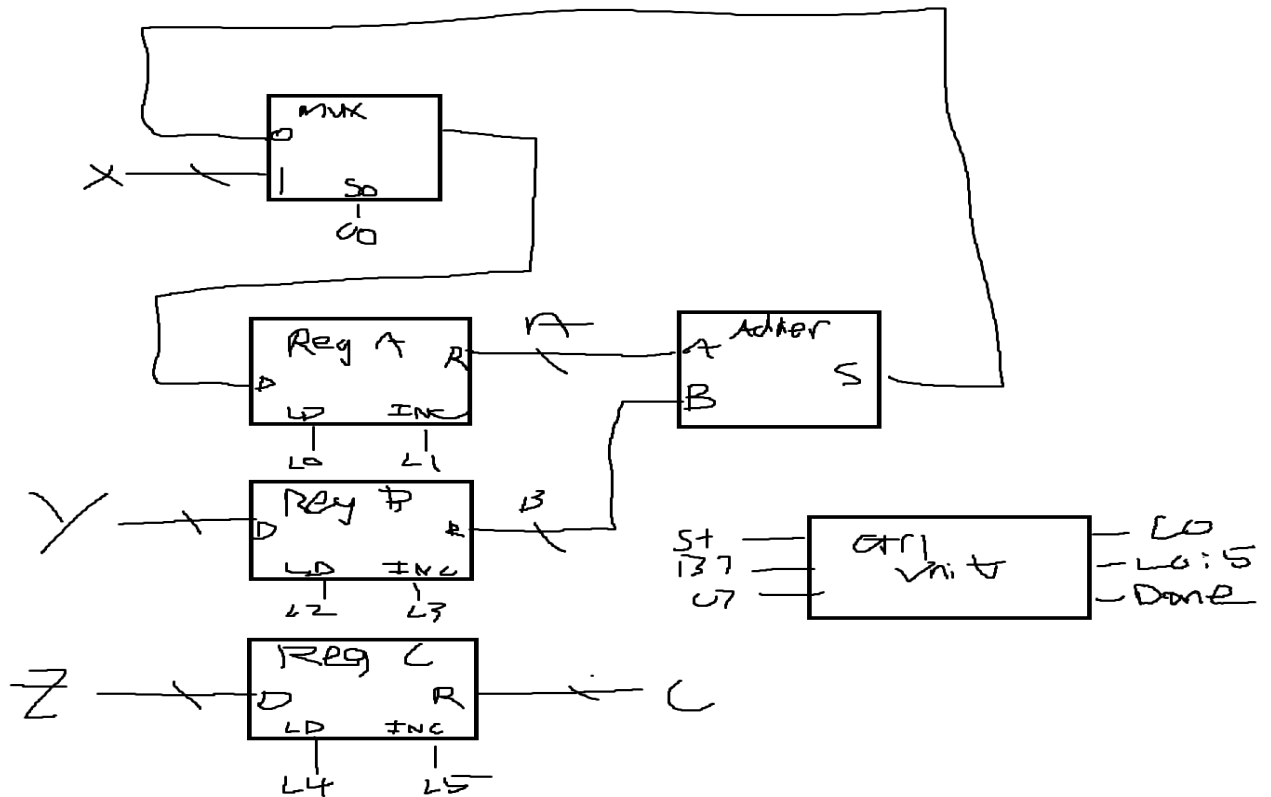 MUX
0
X
1
S0
C0
Reg A
R
A
Adder
A
S
D
B
LD INC
L0 L1
Reg B
B
Y
D
R
St
Ctrl Unit
C0
B7
L0:5
LD INC
C7
Done
L2 L3
Reg C
Z
D
R
C
LD INC
L4 L5